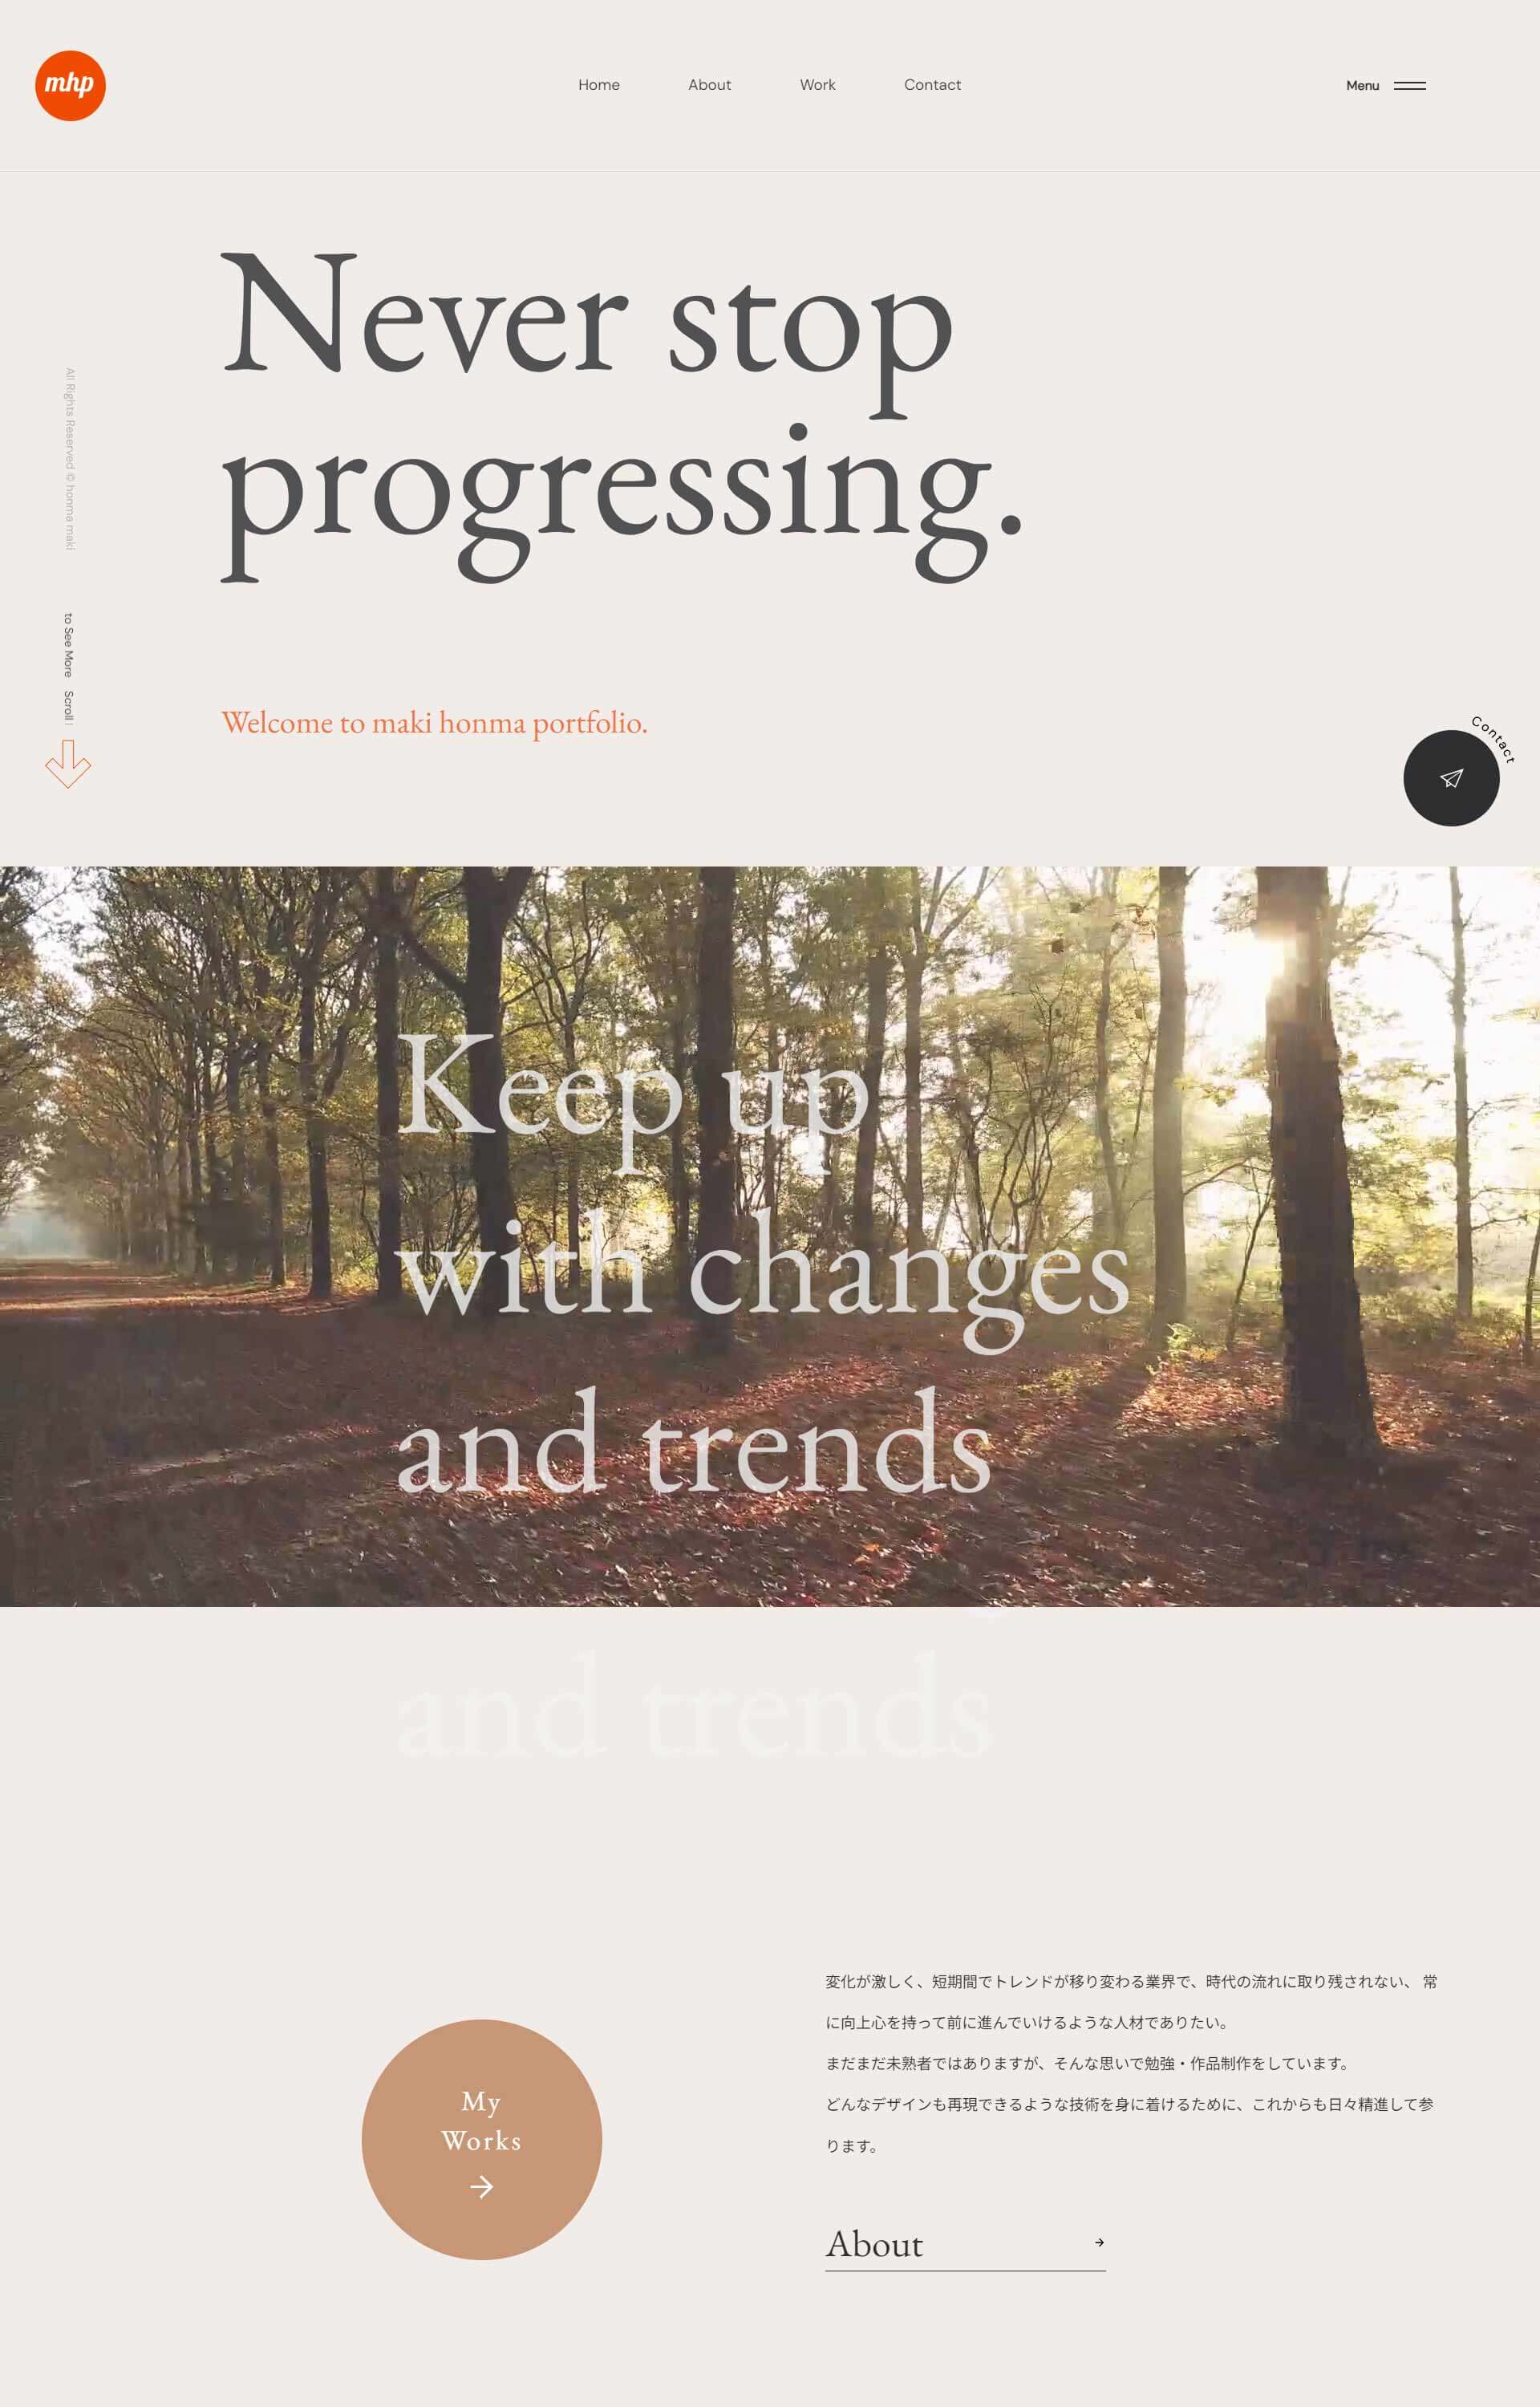 mhp
Home
About
Work
Contact
Menu
Never stop
progressing.
All Rights Reserved © honma maki
to See More
Scroll
Welcome to maki honma portfolio.
Contact
Keep up
with changes
and trends
and trends
変化が激しく、短期間でトレンドが移り変わる業界で、時代の流れに取り残されない、 常
に向上心を持って前に進んでいけるような人材でありたい。
まだまだ未熟者ではありますが、そんな思いで勉強・作品制作をしています。
どんなデザインも再現できるような技術を身に着けるために、これからも日々精進して参
ります。
My
Works
About